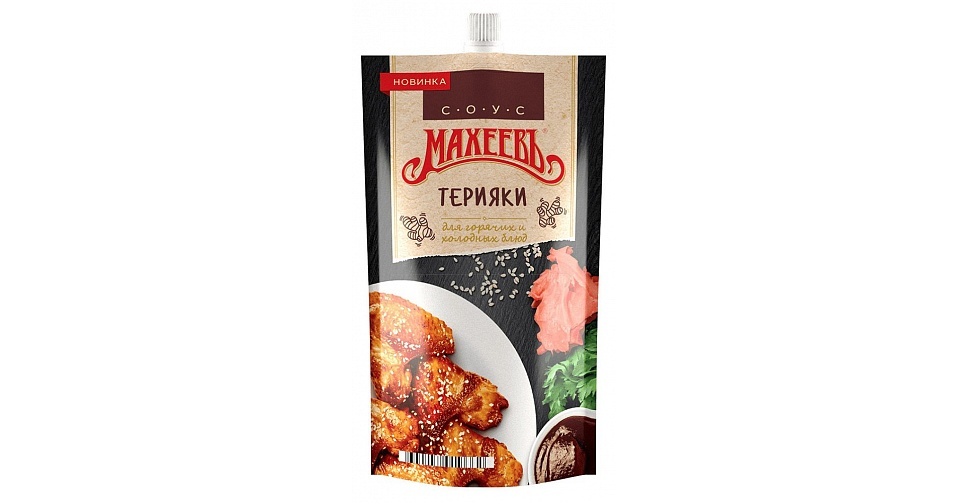 НОВИНКА
С·О·У·С
МАХЕЕВЪ
ТЕРИЯКИ
для горячих и
холодных блюд